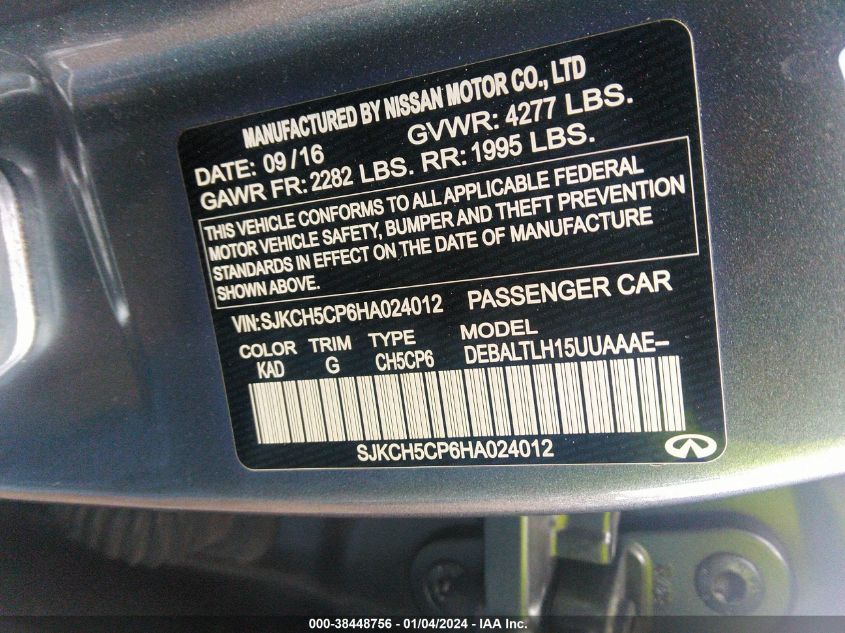 MANUFACTURED BY NISSAN MOTOR CO., LTD
DATE: 09/16 GVWR: 4277 LBS.
GAWR FR: 2282 LBS. RR: 1995 LBS.
THIS VEHICLE CONFORMS TO ALL APPLICABLE FEDERAL
MOTOR VEHICLE SAFETY, BUMPER AND THEFT PREVENTION
STANDARDS IN EFFECT ON THE DATE OF MANUFACTURE
SHOWN ABOVE.
VIN:SJKCH5CP6HA024012 PASSENGER CAR
COLOR TRIM TYPE MODEL
KAD G CH5CP6 DEBALTLH15UUAAAE-
SJKCH5CP6HA024012
000-38448756 - 01/04/2024 - IAA Inc.